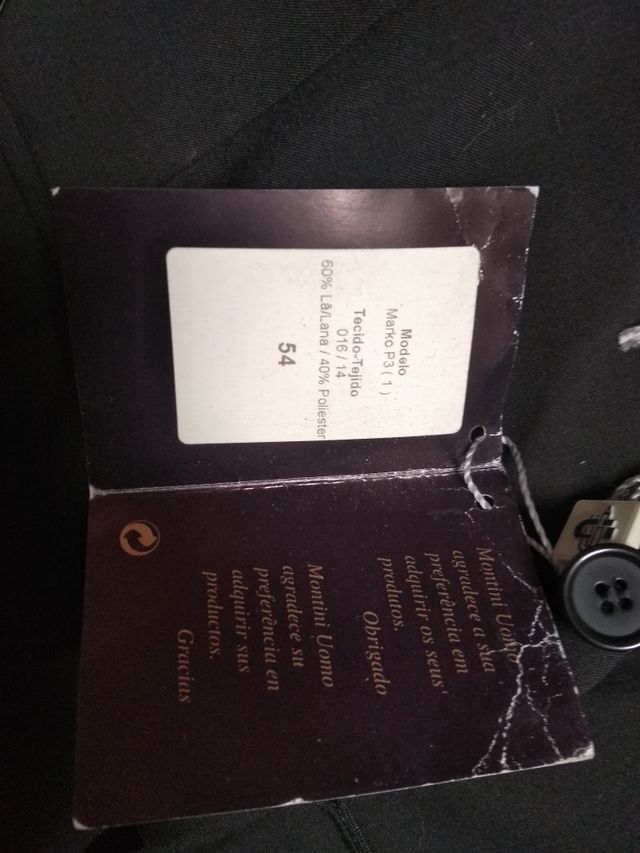 Modelo
Marko P3 ( 1 )
Tecido-Tejido
016 / 14
60% Lã/Lana / 40% Poliester
54
Montini Uomo
agradece a sua
preferência em
adquirir os seus
produtos.
Obrigado
Montini Uomo
agradece su
preferência en
adquirir sus
productos.
Gracias